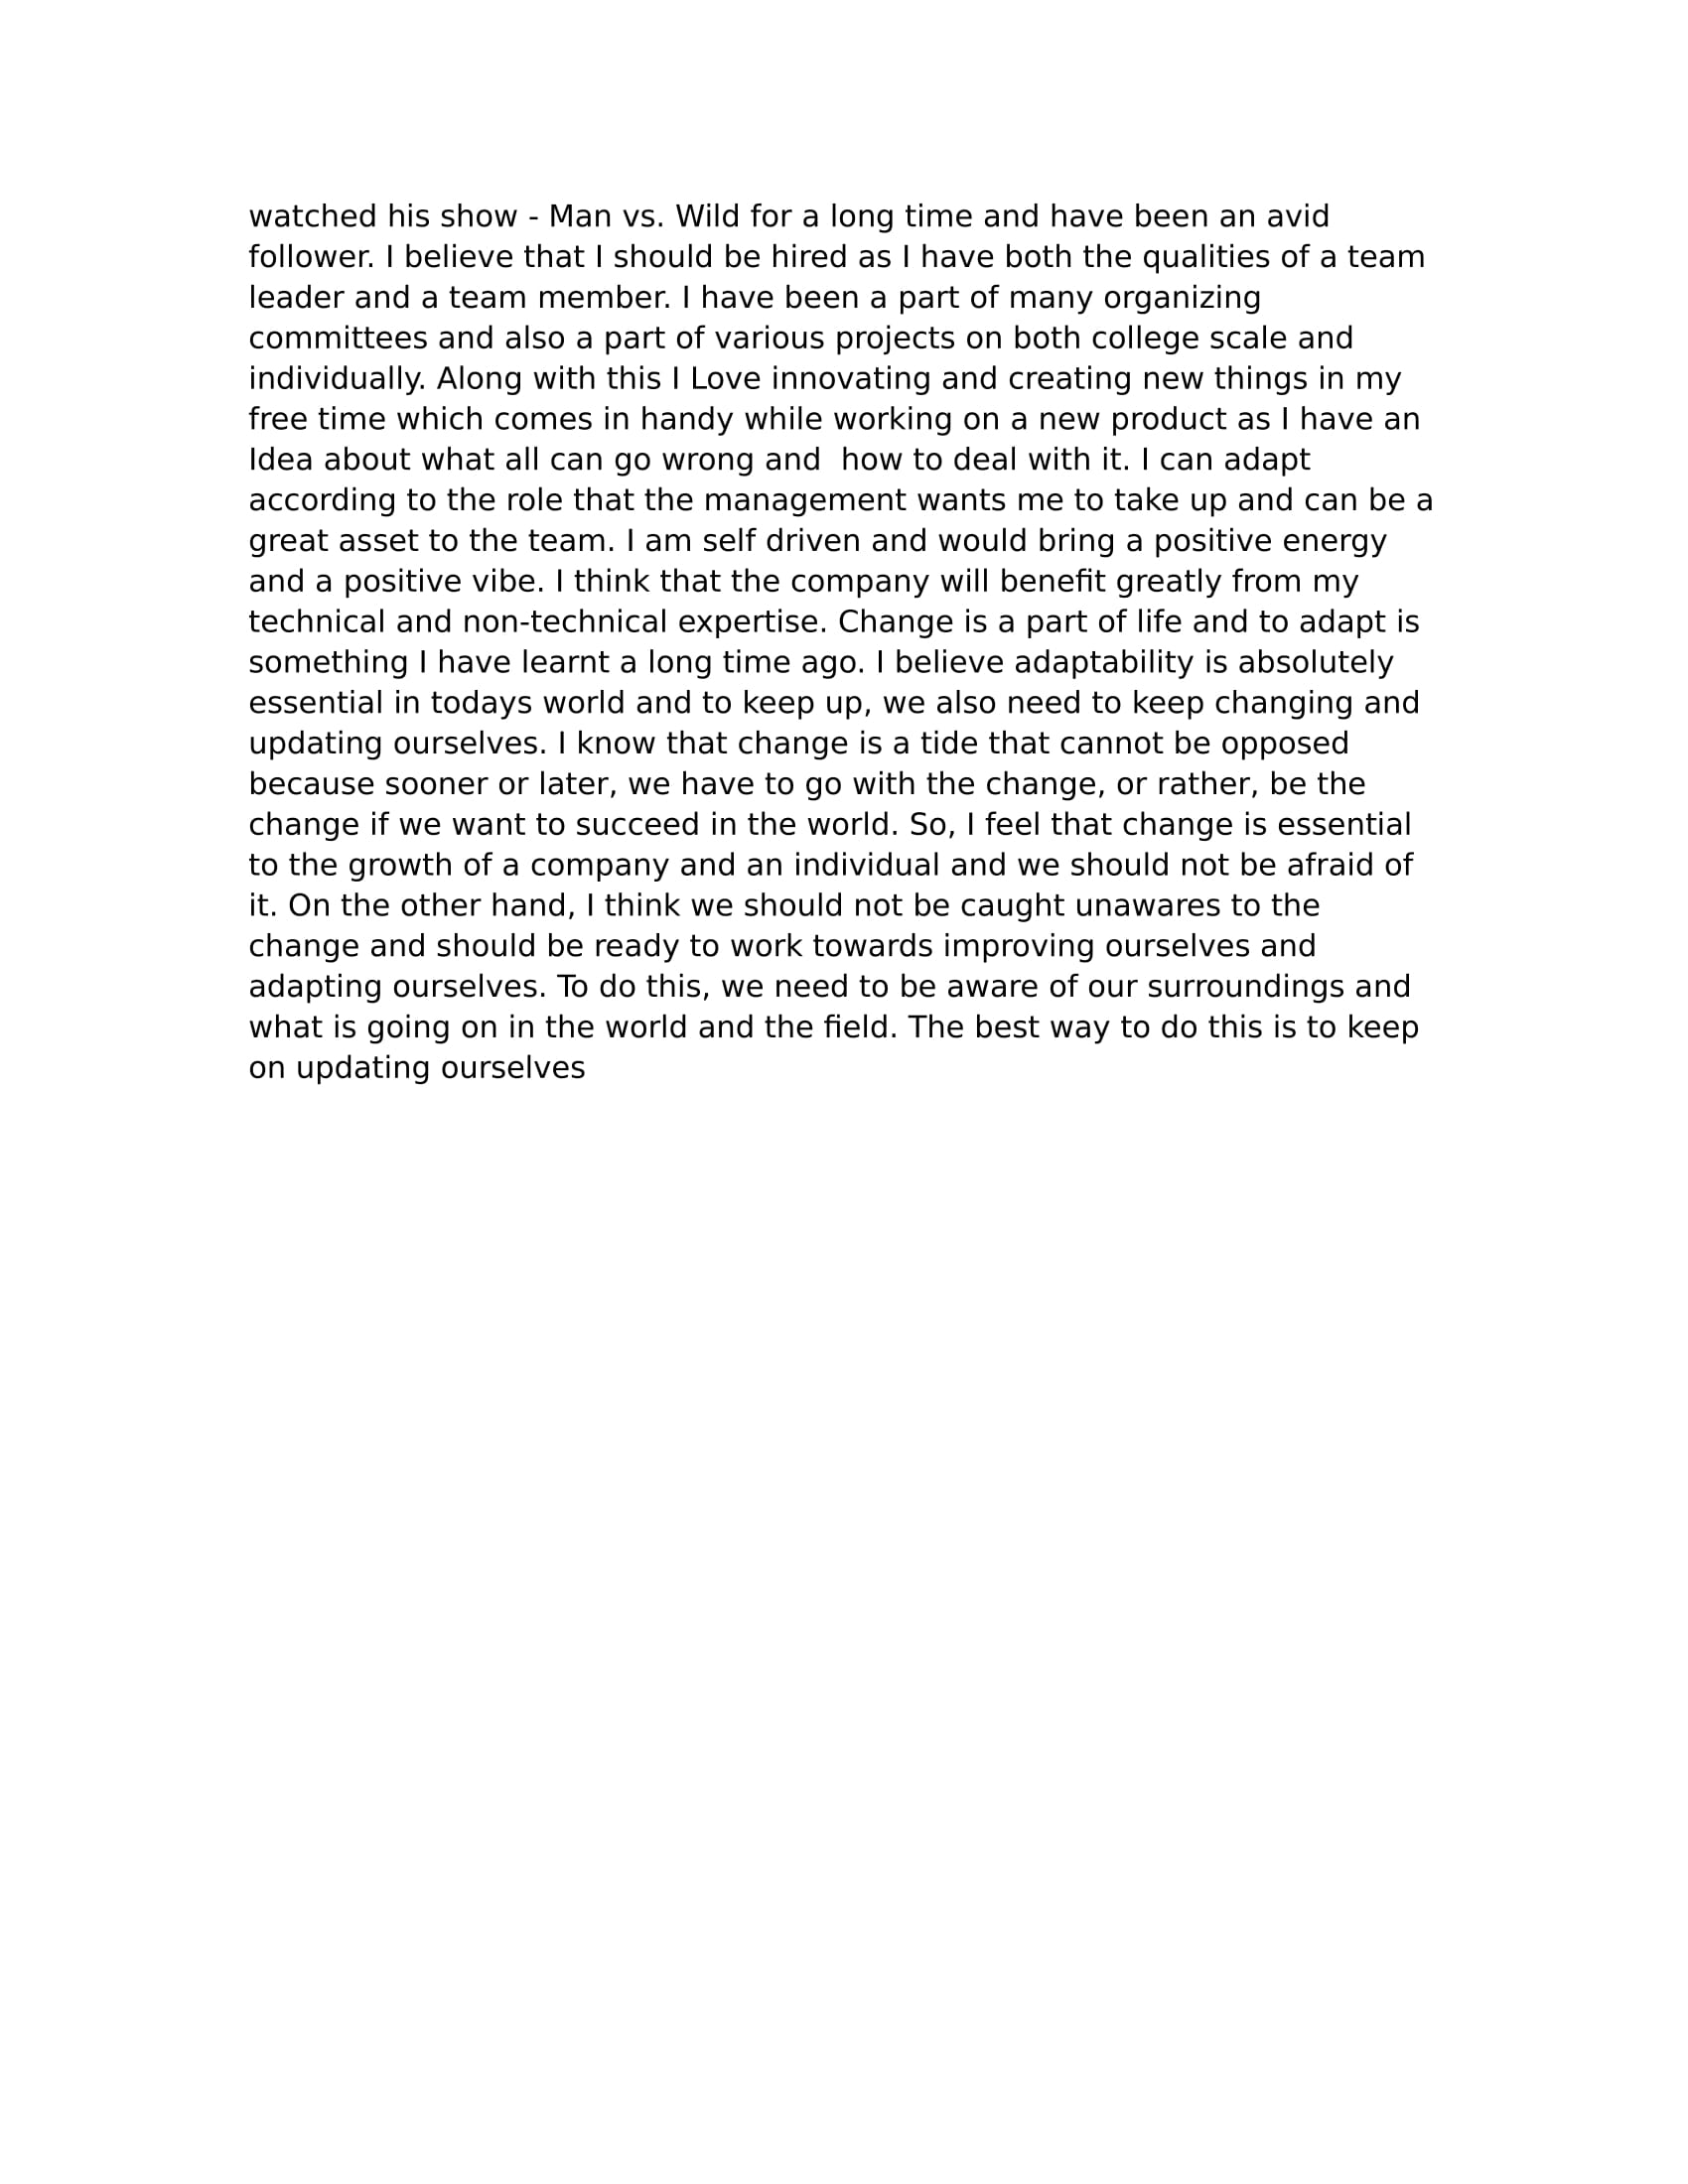 watched his show - Man vs. Wild for a long time and have been an avid
follower. I believe that I should be hired as I have both the qualities of a team
leader and a team member. I have been a part of many organizing
committees and also a part of various projects on both college scale and
individually. Along with this I Love innovating and creating new things in my
free time which comes in handy while working on a new product as I have an
Idea about what all can go wrong and  how to deal with it. I can adapt
according to the role that the management wants me to take up and can be a
great asset to the team. I am self driven and would bring a positive energy
and a positive vibe. I think that the company will benefit greatly from my
technical and non-technical expertise. Change is a part of life and to adapt is
something I have learnt a long time ago. I believe adaptability is absolutely
essential in todays world and to keep up, we also need to keep changing and
updating ourselves. I know that change is a tide that cannot be opposed
because sooner or later, we have to go with the change, or rather, be the
change if we want to succeed in the world. So, I feel that change is essential
to the growth of a company and an individual and we should not be afraid of
it. On the other hand, I think we should not be caught unawares to the
change and should be ready to work towards improving ourselves and
adapting ourselves. To do this, we need to be aware of our surroundings and
what is going on in the world and the field. The best way to do this is to keep
on updating ourselves